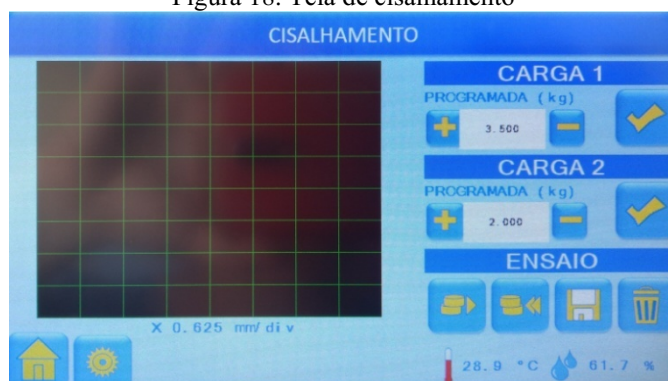 Figura 18: Tela de cisalhamento
CISALHAMENTO
CARGA 1
PROGRAMADA (kg)
3.500
CARGA 2
PROGRAMADA (kg)
2.000
ENSAIO
X 0.625 mm/div
28.9 °C 61.7 %